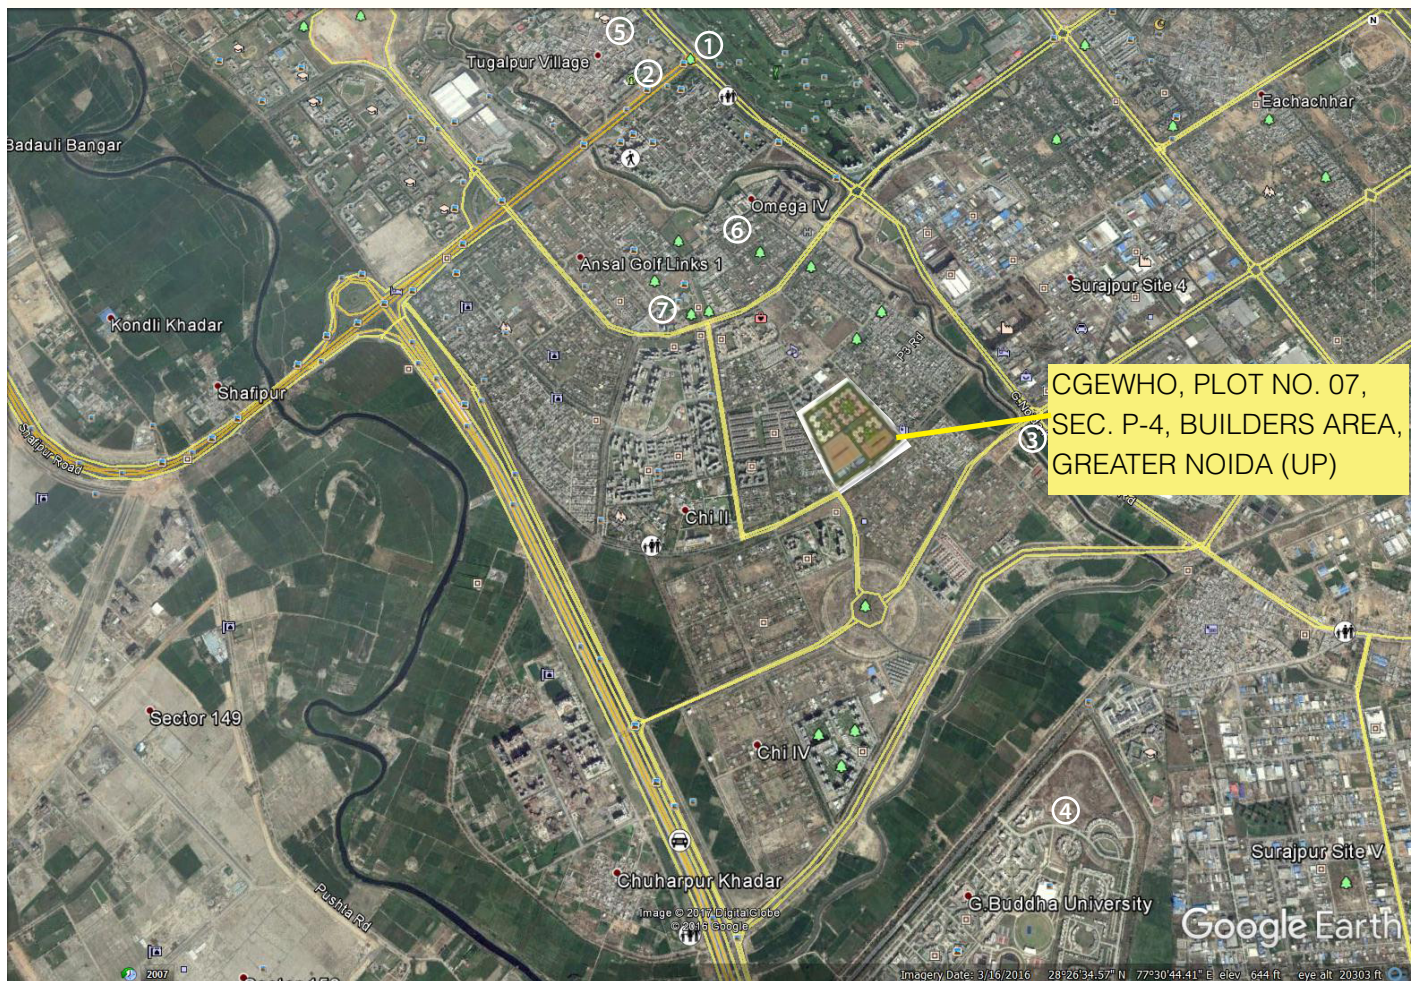 N
5
1
Tugalpur Village
2
Eachachhar
Badauli Bangar
Omega IV
6
Ansal Golf Links 1
Surajpur Site 4
7
Kondli Khadar
P3 Rd
Shafipur
CGEWHO, PLOT NO. 07,
SEC. P-4, BUILDERS AREA,
GREATER NOIDA (UP)
3
Shafipur Road
Rd
Chi II
Sector 149
Chi IV
4
Surajpur Site V
Chuharpur Khadar
Pushta Rd
G.Buddha University
Image © 2017 DigitalGlobe
© 2016 Google
Google Earth
2007
Imagery Date: 3/16/2016 28°26'34.57" N 77°30'44.41" E elev 644 ft eye alt 20303 ft